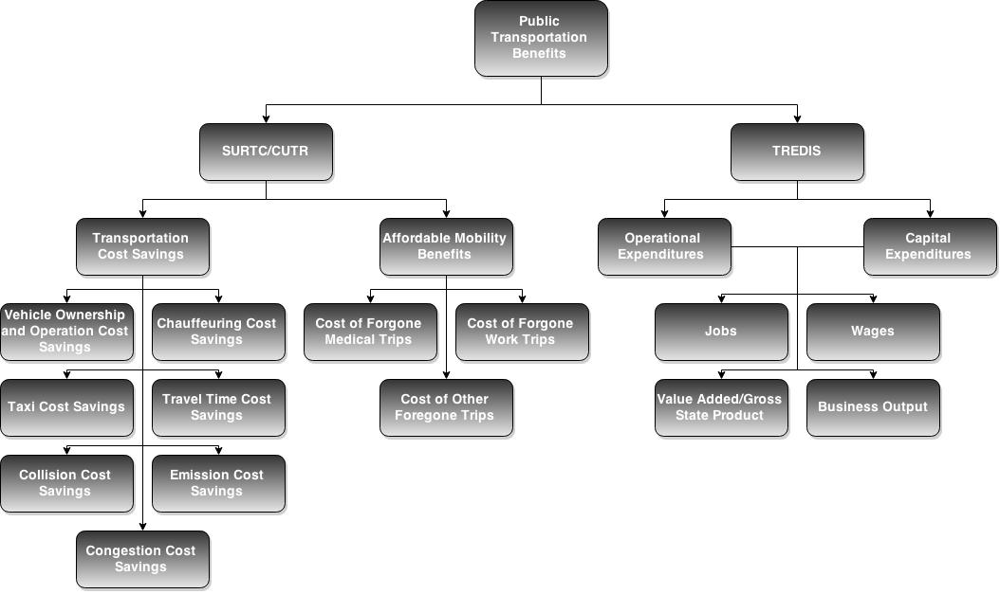 Public
Transportation
Benefits
SURTC/CUTR
TREDIS
Transportation
Cost Savings
Affordable Mobility
Benefits
Operational
Expenditures
Capital
Expenditures
Vehicle Ownership
and Operation Cost
Savings
Chauffeuring Cost
Savings
Cost of Forgone
Medical Trips
Cost of Forgone
Work Trips
Jobs
Wages
Taxi Cost Savings
Travel Time Cost
Savings
Cost of Other
Foregone Trips
Value Added/Gross
State Product
Business Output
Collision Cost
Savings
Emission Cost
Savings
Congestion Cost
Savings